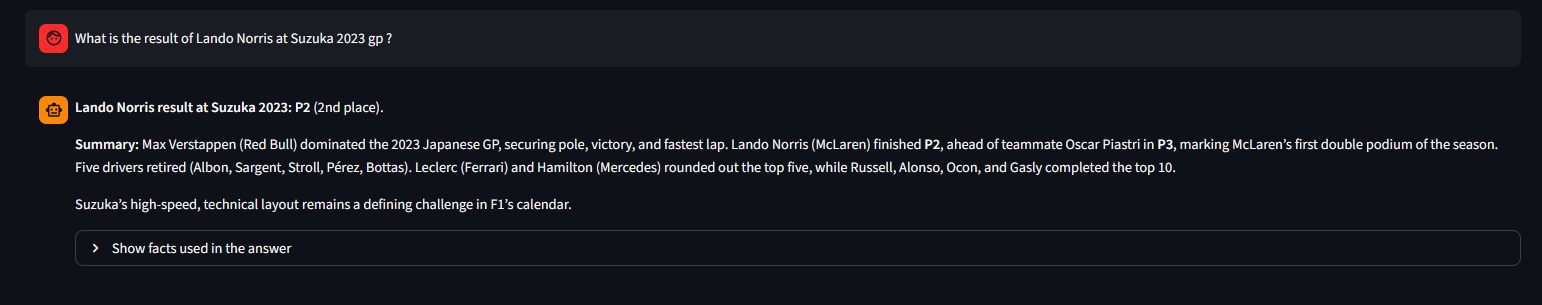 What is the result of Lando Norris at Suzuka 2023 gp ?
Lando Norris result at Suzuka 2023: P2 (2nd place).
Summary: Max Verstappen (Red Bull) dominated the 2023 Japanese GP, securing pole, victory, and fastest lap. Lando Norris (McLaren) finished P2, ahead of teammate Oscar Piastri in P3, marking McLaren’s first double podium of the season.
Five drivers retired (Albon, Sargent, Stroll, Pérez, Bottas). Leclerc (Ferrari) and Hamilton (Mercedes) rounded out the top five, while Russell, Alonso, Ocon, and Gasly completed the top 10.
Suzuka’s high-speed, technical layout remains a defining challenge in F1’s calendar.
Show facts used in the answer